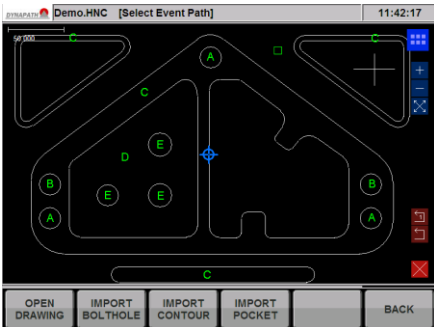 DYNAPATH Demo.HNC [Select Event Path] 11:42:17
50.000
C
C
A
C
D
E
E
E
B
A
B
A
C
OPEN DRAWING
IMPORT BOLTHOLE
IMPORT CONTOUR
IMPORT POCKET
BACK